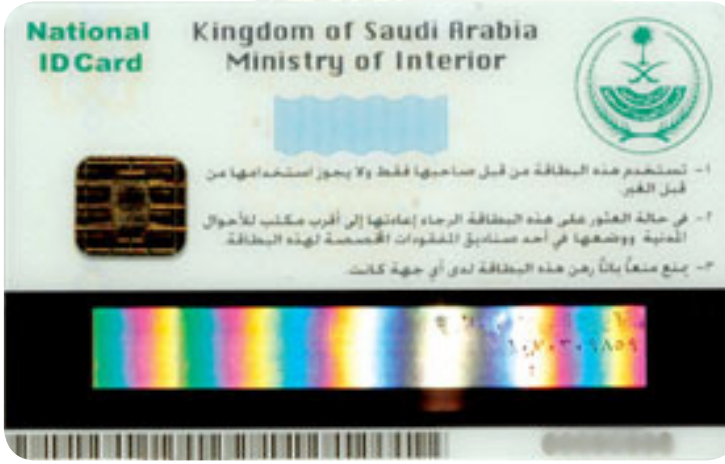 National
ID Card
Kingdom of Saudi Arabia
Ministry of Interior
١- تستخدم هذه البطاقة من قبل صاحبها فقط ولا يجوز استخدامها من
قبل الغير.
٢- في حالة العثور على هذه البطاقة الرجاء إعادتها إلى أقرب مكتب للأحوال
المدنية ووضعها في أحد صناديق المفقودات المخصصة لهذه البطاقة
٣- يمنع منعاً باتاً رهن هذه البطاقة لدى أي جهة كانت.